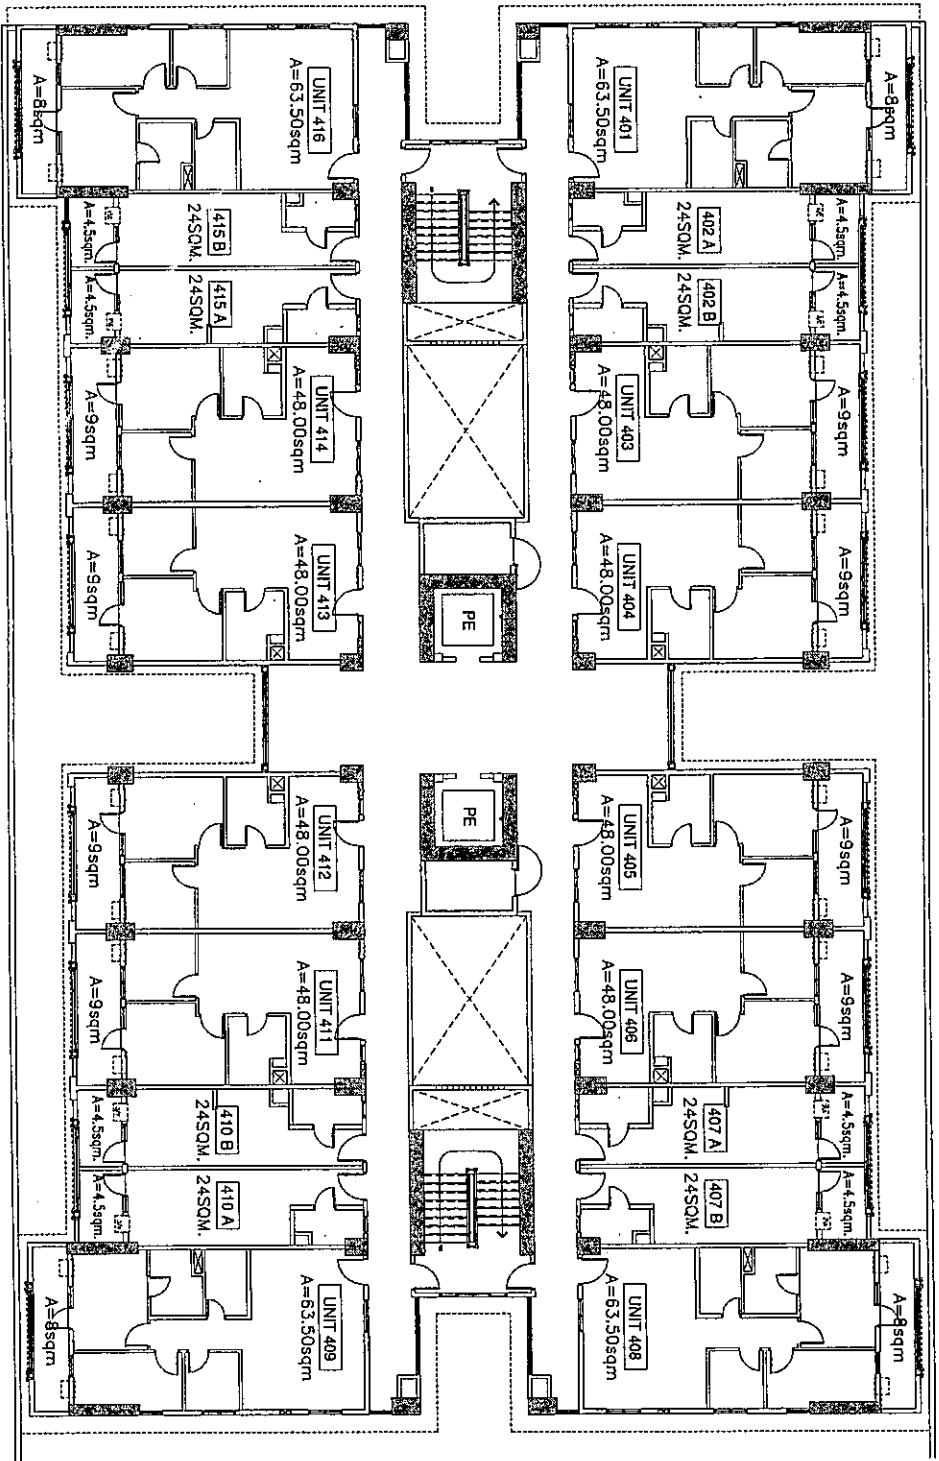 A=8sqm
UNIT 401
A=63.50sqm
A=4.5sqm.
402 A
24SQM.
A=4.5sqm.
402 B
24SQM.
A=9sqm
UNIT 403
A=48.00sqm
A=9sqm
UNIT 404
A=48.00sqm
A=9sqm
UNIT 405
A=48.00sqm
A=9sqm
UNIT 406
A=48.00sqm
A=4.5sqm.
407 A
24SQM.
A=4.5sqm.
407 B
24SQM.
A=8sqm
UNIT 408
A=63.50sqm
PE
PE
UNIT 416
A=63.50sqm
A=8sqm
415 B
24SQM.
A=4.5sqm.
415 A
24SQM.
A=4.5sqm.
UNIT 414
A=48.00sqm
A=9sqm
UNIT 413
A=48.00sqm
A=9sqm
UNIT 412
A=48.00sqm
A=9sqm
UNIT 411
A=48.00sqm
A=9sqm
410 B
24SQM.
A=4.5sqm.
410 A
24SQM.
A=4.5sqm.
UNIT 409
A=63.50sqm
A=8sqm